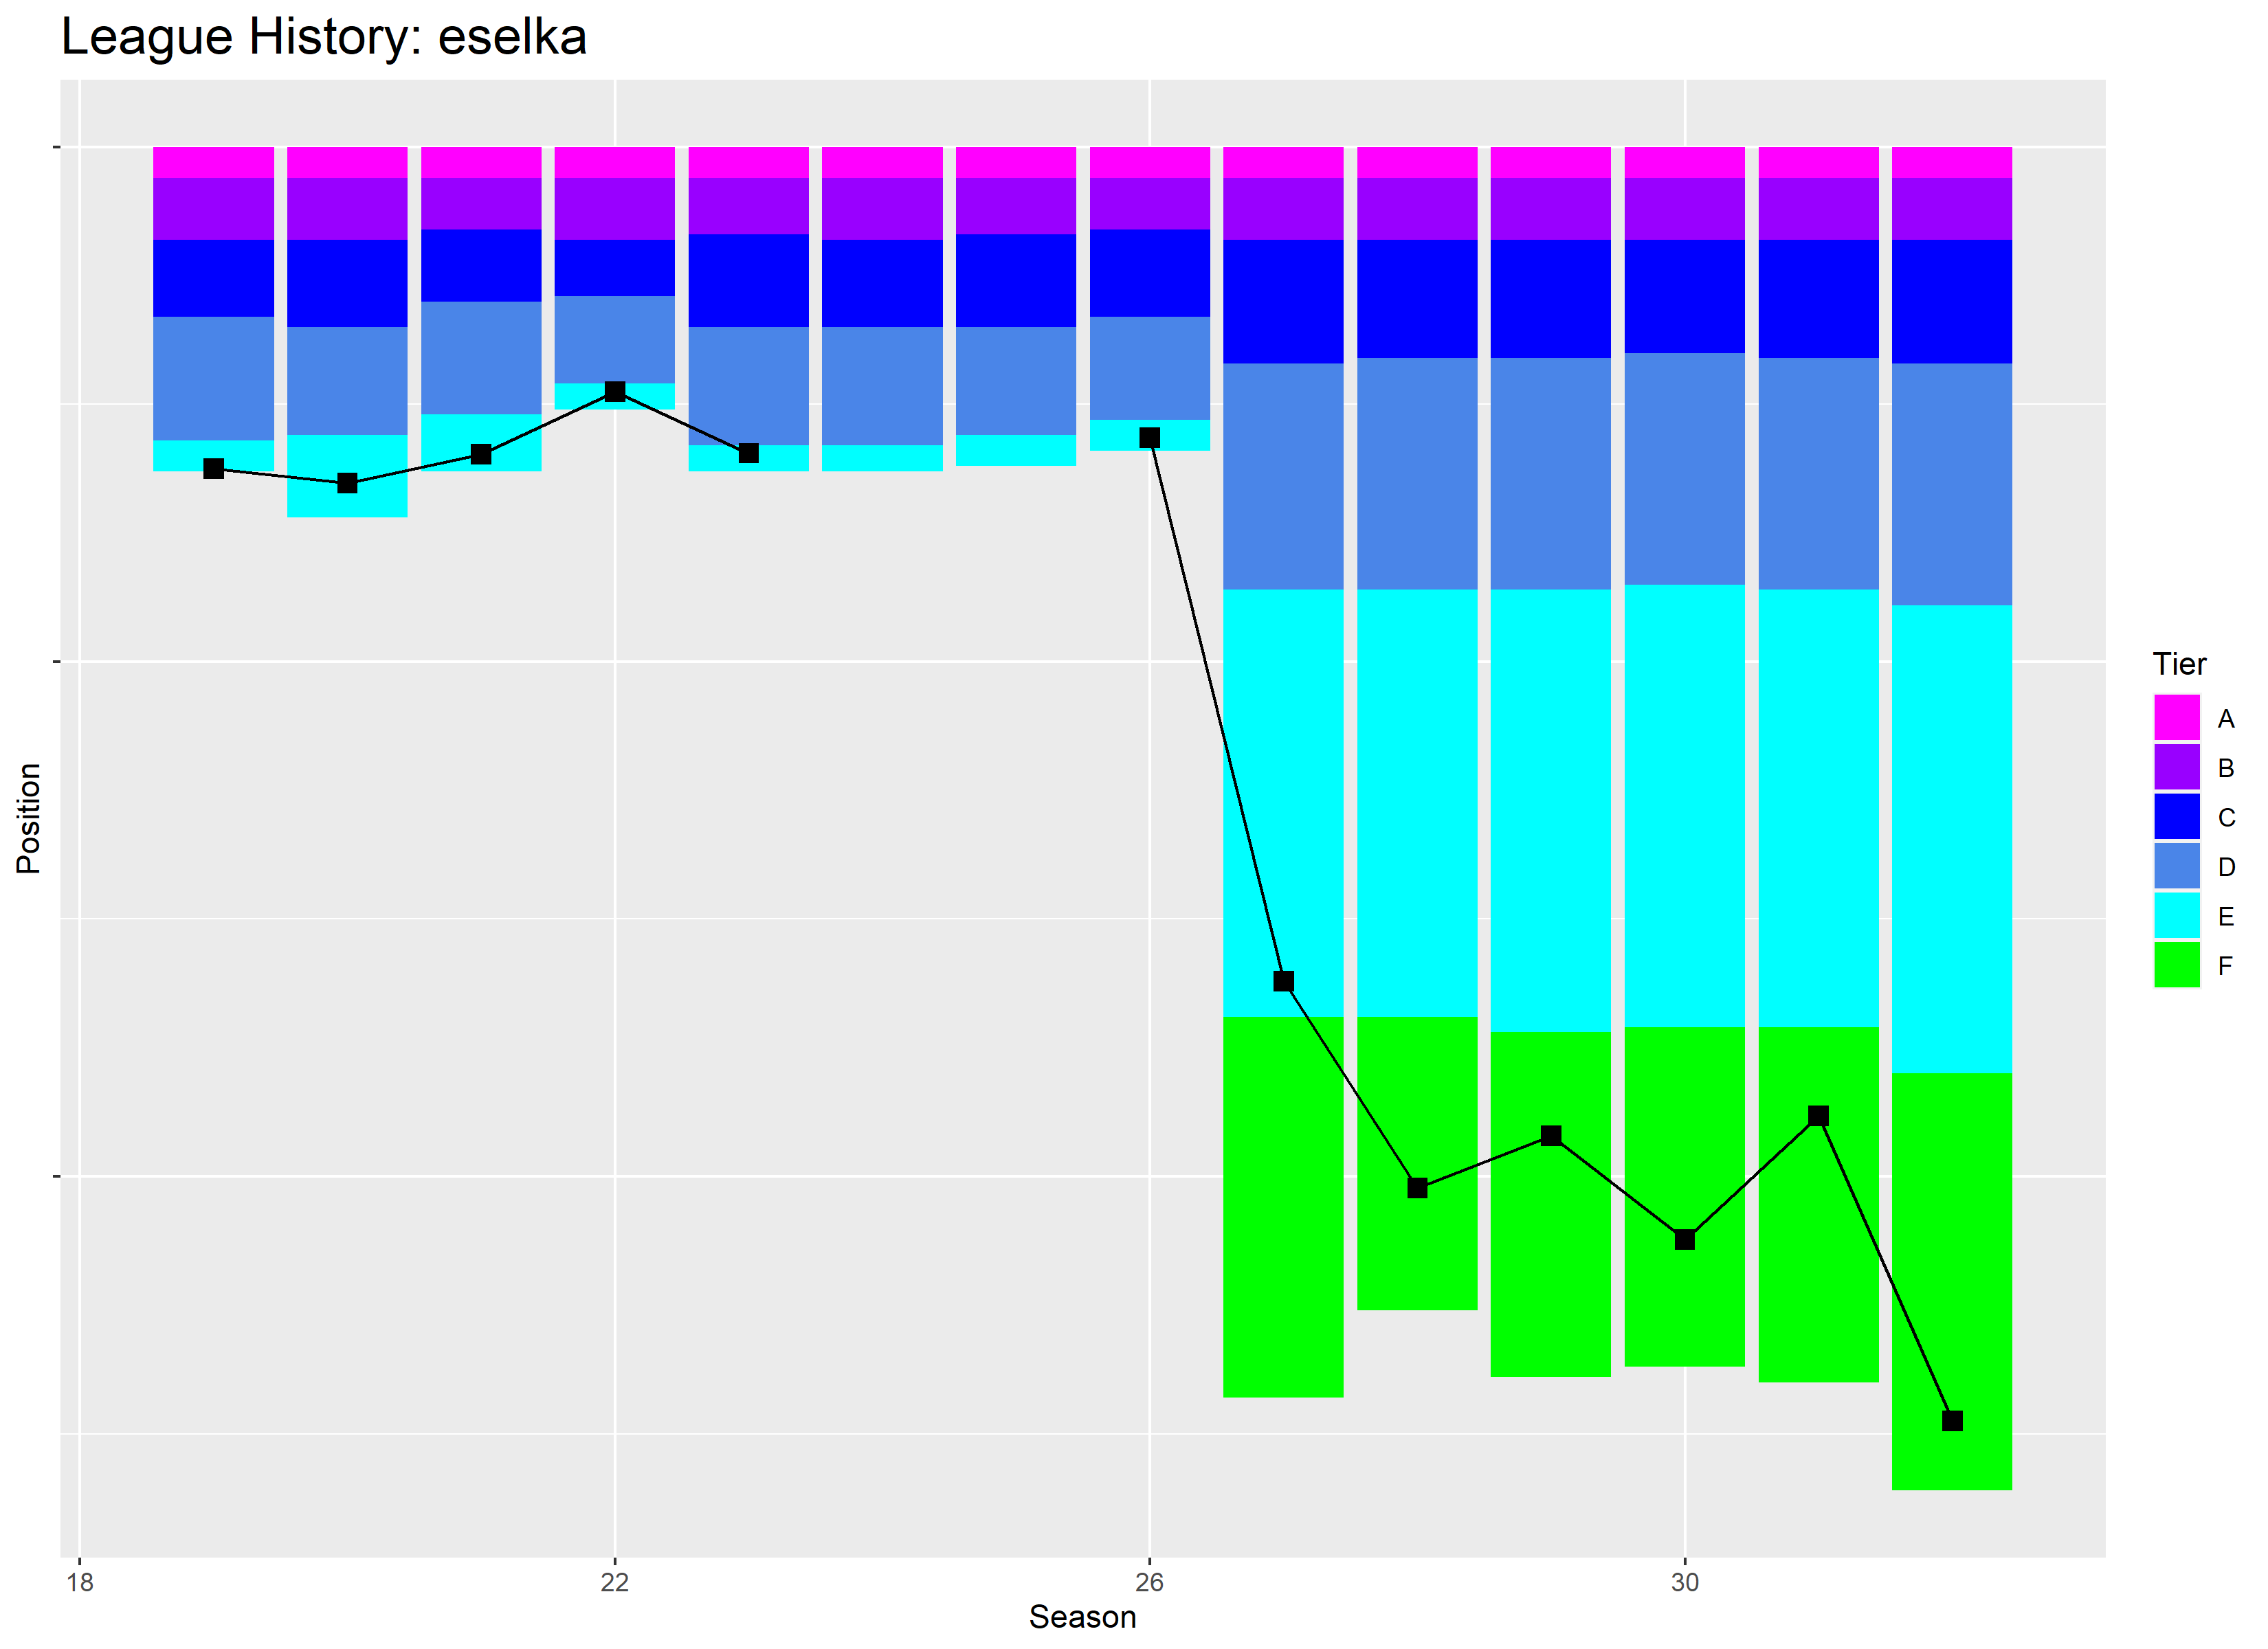 League History: eselka
Position
18
22
26
30
Season
Tier
A
B
C
D
E
F